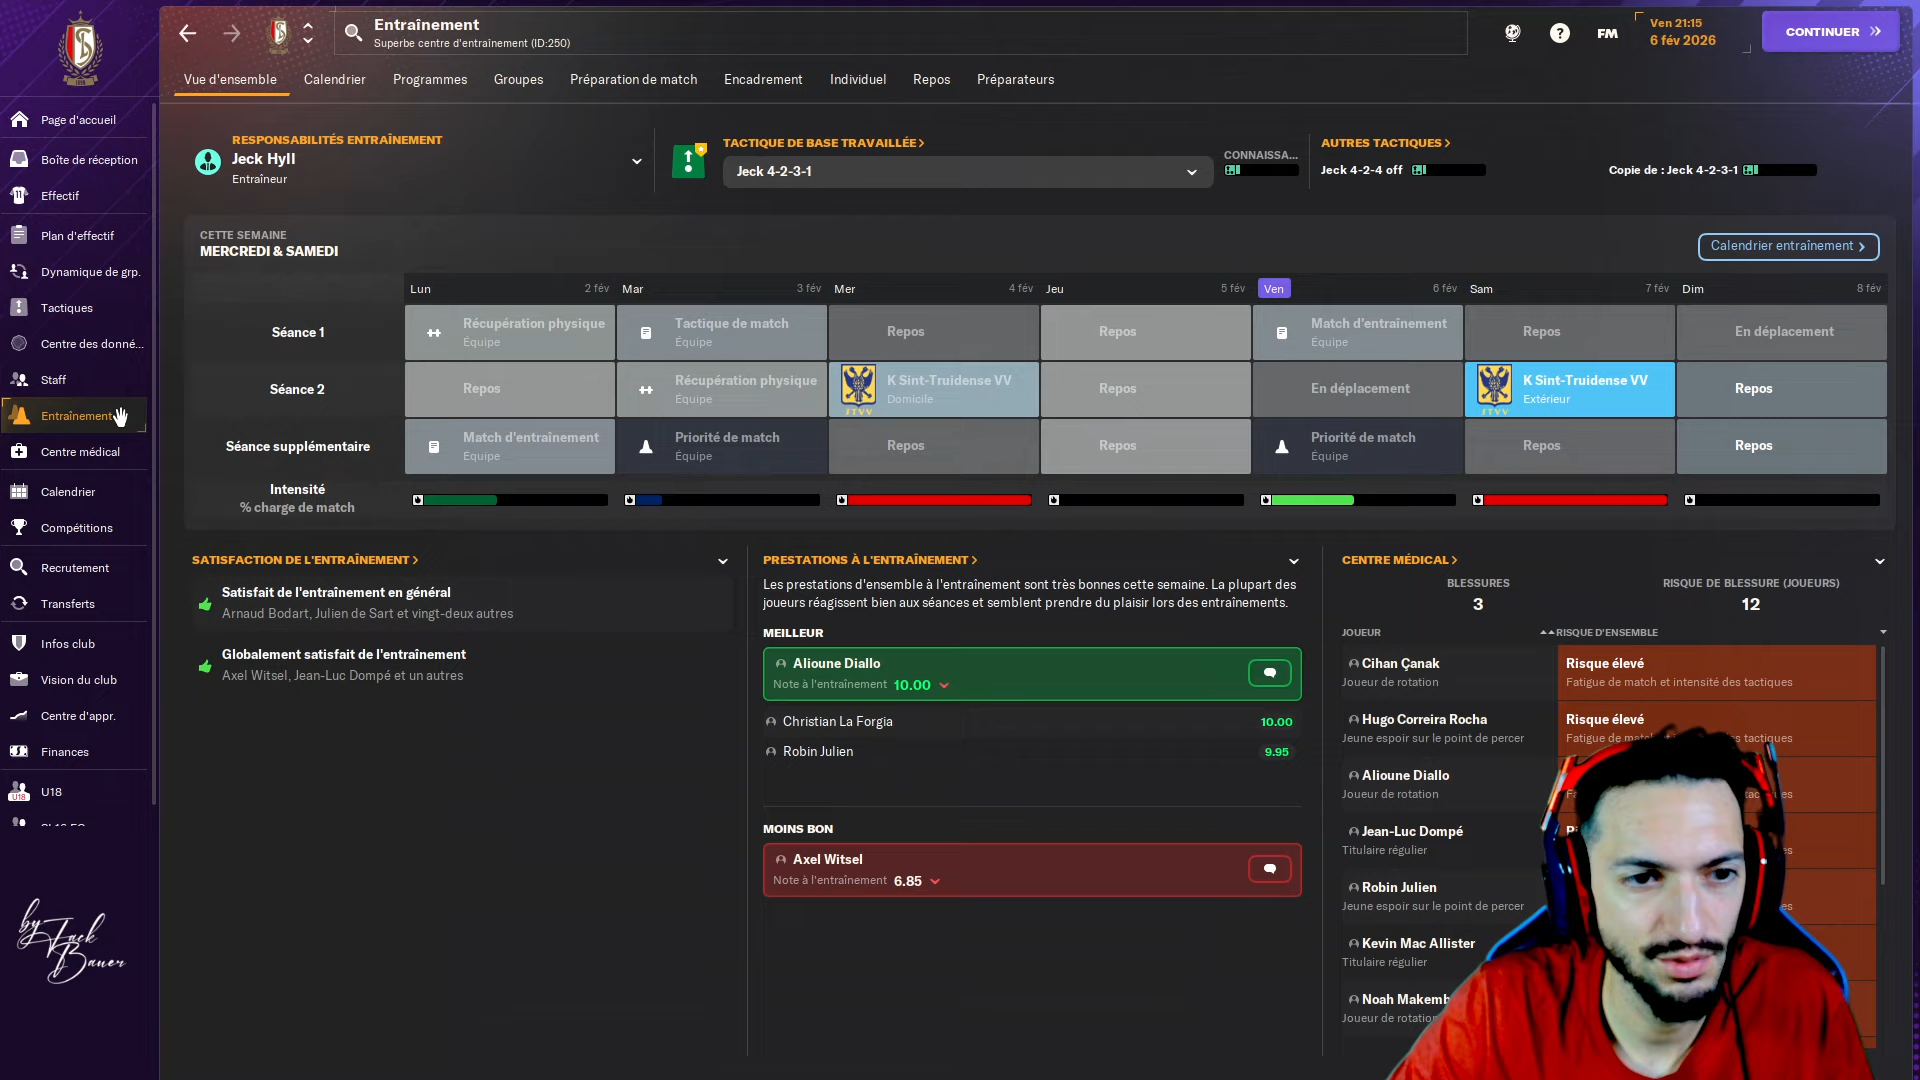 Entraînement
Superbe centre d'entraînement (ID:250)
Ven 21:15
6 fév 2026
CONTINUER
FM
Vue d'ensemble
Calendrier
Programmes
Groupes
Préparation de match
Encadrement
Individuel
Repos
Préparateurs
Page d'accueil
Boîte de réception
Effectif
Plan d'effectif
Dynamique de grp.
Tactiques
Centre des donné...
Staff
Entraînement
Centre médical
Calendrier
Compétitions
Recrutement
Transferts
Infos club
Vision du club
Centre d'appr.
Finances
U18
by Jack Bauer
RESPONSABILITÉS ENTRAÎNEMENT
Jeck Hyll
Entraîneur
TACTIQUE DE BASE TRAVAILLÉE
Jeck 4-2-3-1
CONNAISSA...
AUTRES TACTIQUES
Jeck 4-2-4 off
Copie de : Jeck 4-2-3-1
CETTE SEMAINE
MERCREDI & SAMEDI
Calendrier entraînement
Lun 2 fév
Mar 3 fév
Mer 4 fév
Jeu 5 fév
Ven 6 fév
Sam 7 fév
Dim 8 fév
Séance 1
Récupération physique
Équipe
Tactique de match
Équipe
Repos
Repos
Match d'entraînement
Équipe
Repos
En déplacement
Séance 2
Repos
Récupération physique
Équipe
K Sint-Truidense VV
Domicile
Repos
En déplacement
K Sint-Truidense VV
Extérieur
Repos
Séance supplémentaire
Match d'entraînement
Équipe
Priorité de match
Équipe
Repos
Repos
Priorité de match
Équipe
Repos
Repos
Intensité
% charge de match
SATISFACTION DE L'ENTRAÎNEMENT
Satisfait de l'entraînement en général
Arnaud Bodart, Julien de Sart et vingt-deux autres
Globalement satisfait de l'entraînement
Axel Witsel, Jean-Luc Dompé et un autres
PRESTATIONS À L'ENTRAÎNEMENT
Les prestations d'ensemble à l'entraînement sont très bonnes cette semaine. La plupart des
joueurs réagissent bien aux séances et semblent prendre du plaisir lors des entraînements.
MEILLEUR
Alioune Diallo
Note à l'entraînement 10.00
Christian La Forgia 10.00
Robin Julien 9.95
MOINS BON
Axel Witsel
Note à l'entraînement 6.85
CENTRE MÉDICAL
BLESSURES
3
RISQUE DE BLESSURE (JOUEURS)
12
JOUEUR
RISQUE D'ENSEMBLE
Cihan Çanak
Joueur de rotation
Risque élevé
Fatigue de match et intensité des tactiques
Hugo Correira Rocha
Jeune espoir sur le point de percer
Risque élevé
Alioune Diallo
Joueur de rotation
Jean-Luc Dompé
Titulaire régulier
Robin Julien
Jeune espoir sur le point de percer
Kevin Mac Allister
Titulaire régulier
Noah
Joueur de rotation